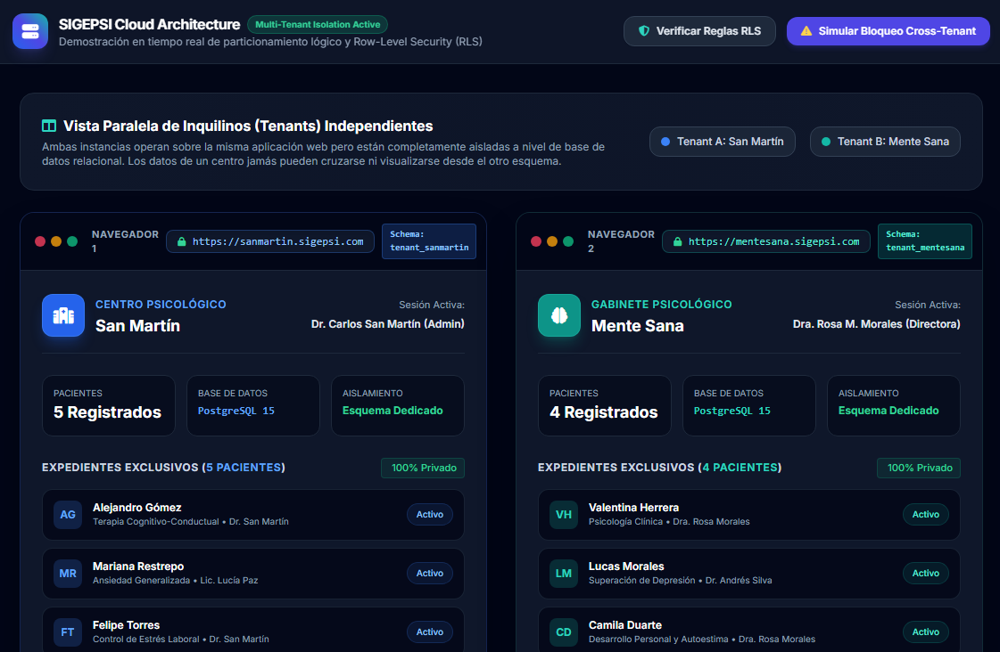 SIGEPSI Cloud Architecture
Multi-Tenant Isolation Active
Demostración en tiempo real de particionamiento lógico y Row-Level Security (RLS)
Verificar Reglas RLS
Simular Bloqueo Cross-Tenant
Vista Paralela de Inquilinos (Tenants) Independientes
Ambas instancias operan sobre la misma aplicación web pero están completamente aisladas a nivel de base de
datos relacional. Los datos de un centro jamás pueden cruzarse ni visualizarse desde el otro esquema.
Tenant A: San Martín
Tenant B: Mente Sana
NAVEGADOR
1
https://sanmartin.sigepsi.com
Schema:
tenant_sanmartin
CENTRO PSICOLÓGICO
San Martín
Sesión Activa:
Dr. Carlos San Martín (Admin)
PACIENTES
5 Registrados
BASE DE DATOS
PostgreSQL 15
AISLAMIENTO
Esquema Dedicado
EXPEDIENTES EXCLUSIVOS (5 PACIENTES)
100% Privado
AG
Alejandro Gómez
Terapia Cognitivo-Conductual • Dr. San Martín
Activo
MR
Mariana Restrepo
Ansiedad Generalizada • Lic. Lucía Paz
Activo
FT
Felipe Torres
Control de Estrés Laboral • Dr. San Martín
Activo
NAVEGADOR
2
https://mentesana.sigepsi.com
Schema:
tenant_mentesana
GABINETE PSICOLÓGICO
Mente Sana
Sesión Activa:
Dra. Rosa M. Morales (Directora)
PACIENTES
4 Registrados
BASE DE DATOS
PostgreSQL 15
AISLAMIENTO
Esquema Dedicado
EXPEDIENTES EXCLUSIVOS (4 PACIENTES)
100% Privado
VH
Valentina Herrera
Psicología Clínica • Dra. Rosa Morales
Activo
LM
Lucas Morales
Superación de Depresión • Dr. Andrés Silva
Activo
CD
Camila Duarte
Desarrollo Personal y Autoestima • Dra. Rosa Morales
Activo